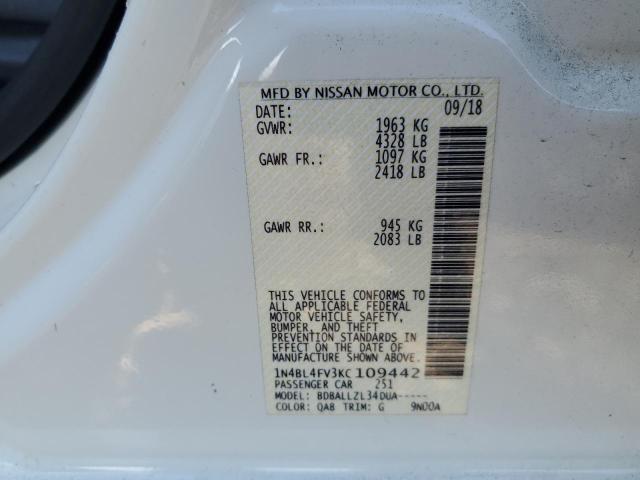 MFD BY NISSAN MOTOR CO., LTD.
DATE: 09/18
GVWR: 1963 KG
4328 LB
GAWR FR.: 1097 KG
2418 LB
GAWR RR.: 945 KG
2083 LB
THIS VEHICLE CONFORMS TO
ALL APPLICABLE FEDERAL
MOTOR VEHICLE SAFETY,
BUMPER, AND THEFT
PREVENTION STANDARDS IN
EFFECT ON THE DATE OF
MANUFACTURE SHOWN ABOVE.
1N4BL4FV3KC109442
PASSENGER CAR 251
MODEL: BDBALLZL34DUA-----
COLOR: QAB TRIM: G 9N00A